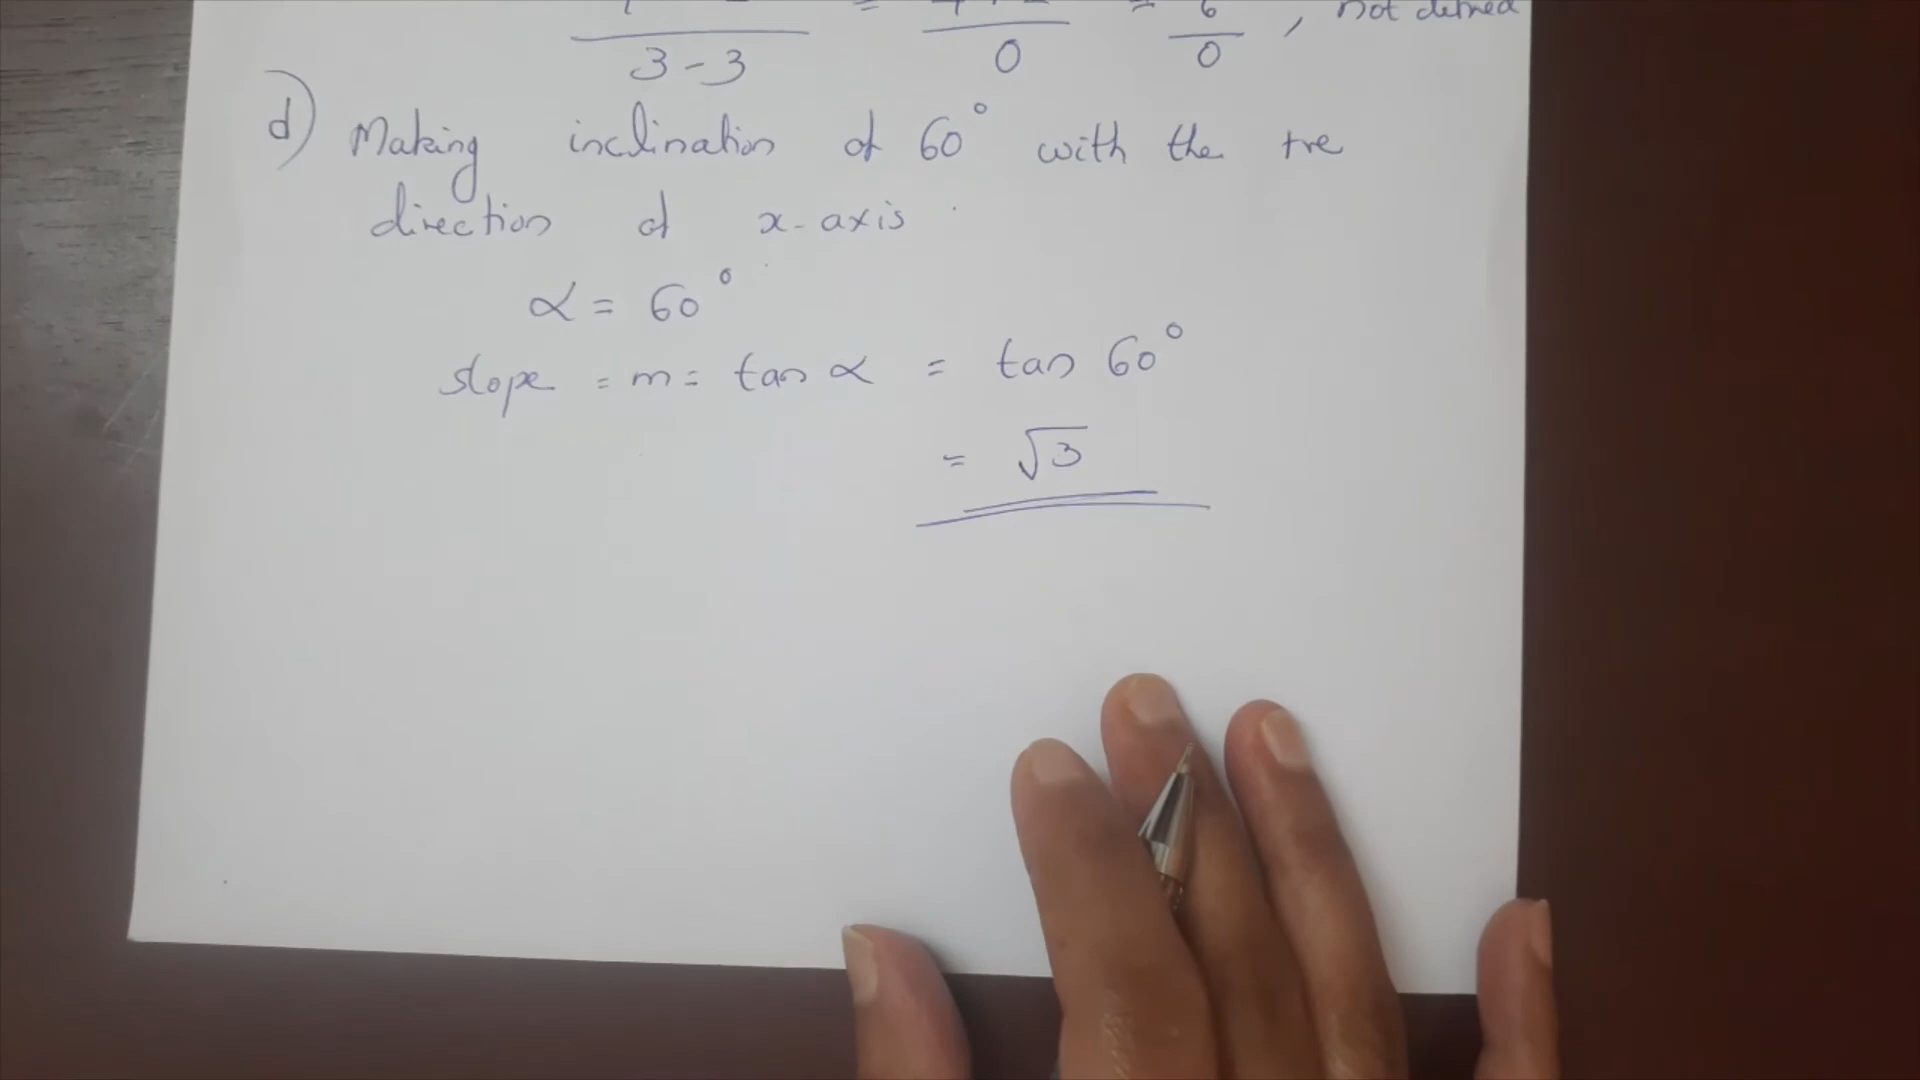 = = 6/0 , not defined
3 - 3 0
d) Making inclination of 60° with the +ve
direction of x-axis
α = 60°
slope = m = tan α = tan 60°
= √3